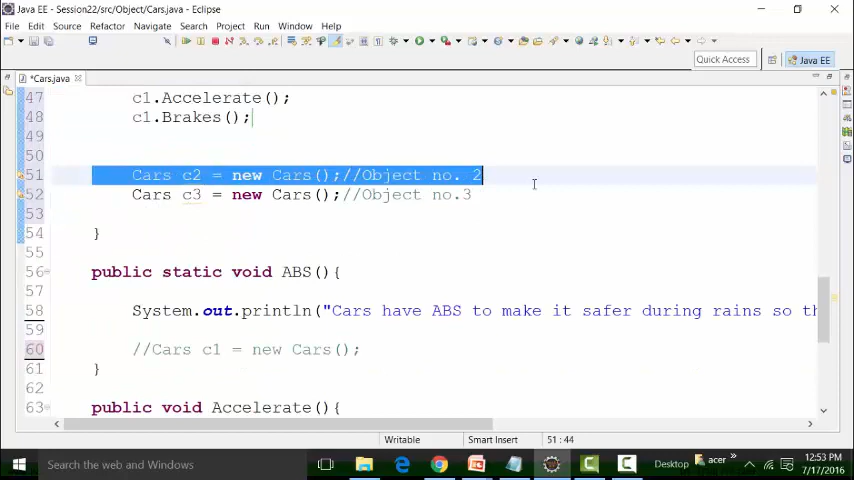 Java EE - Session22/src/Object/Cars.java - Eclipse
File Edit Source Refactor Navigate Search Project Run Window Help
Quick Access Java EE
*Cars.java
47 c1.Accelerate();
48 c1.Brakes();
49
50
51 Cars c2 = new Cars();//Object no. 2
52 Cars c3 = new Cars();//Object no.3
53
54 }
55
56 public static void ABS(){
57
58 System.out.println("Cars have ABS to make it safer during rains so th
59
60 //Cars c1 = new Cars();
61 }
62
63 public void Accelerate(){
Writable Smart Insert 51 : 44
Search the web and Windows Desktop acer 12:53 PM
7/17/2016